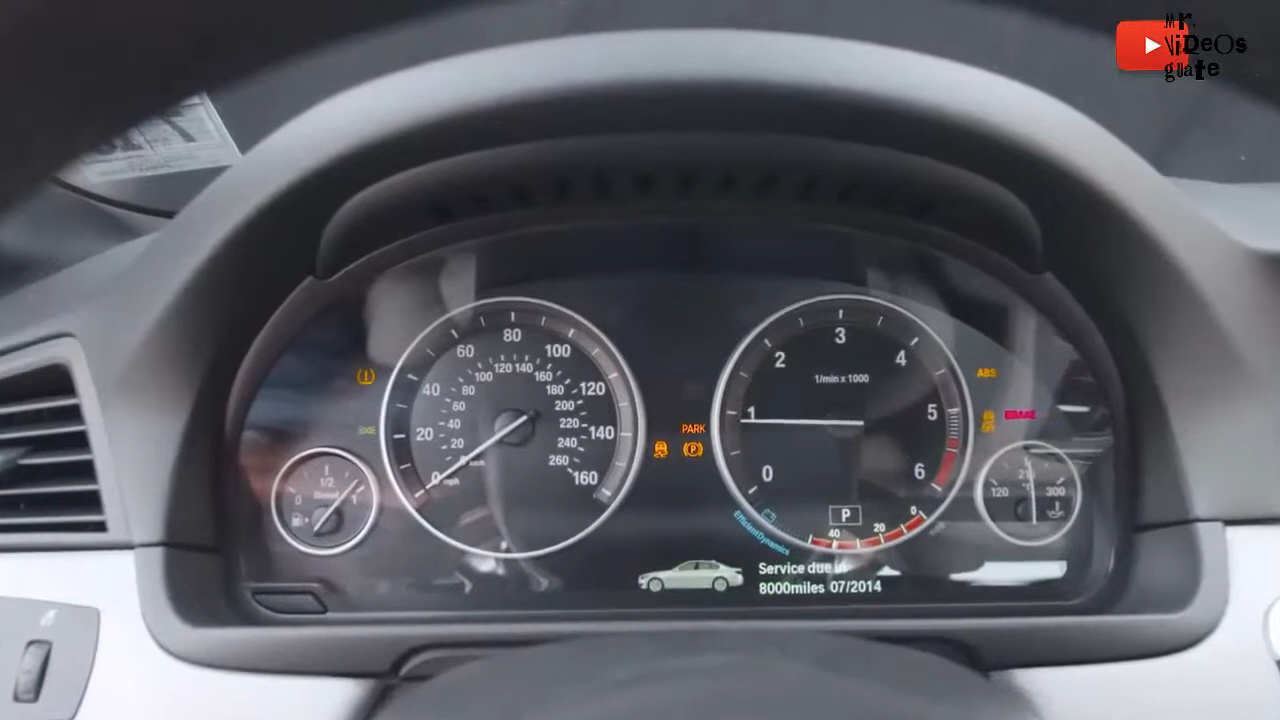 Mr.
ViDeOs
guate
80
60
100
120 140
100
160
40
80
180
120
60
200
40
220
20
140
20
240
260
0
mph
160
1/2
0
1
Diesel
PARK
3
2
4
1/min x 1000
1
5
0
6
P
0
20
40
EfficientDynamics
ABS
BRAKE
120
300
°F
Service due
8000miles 07/2014